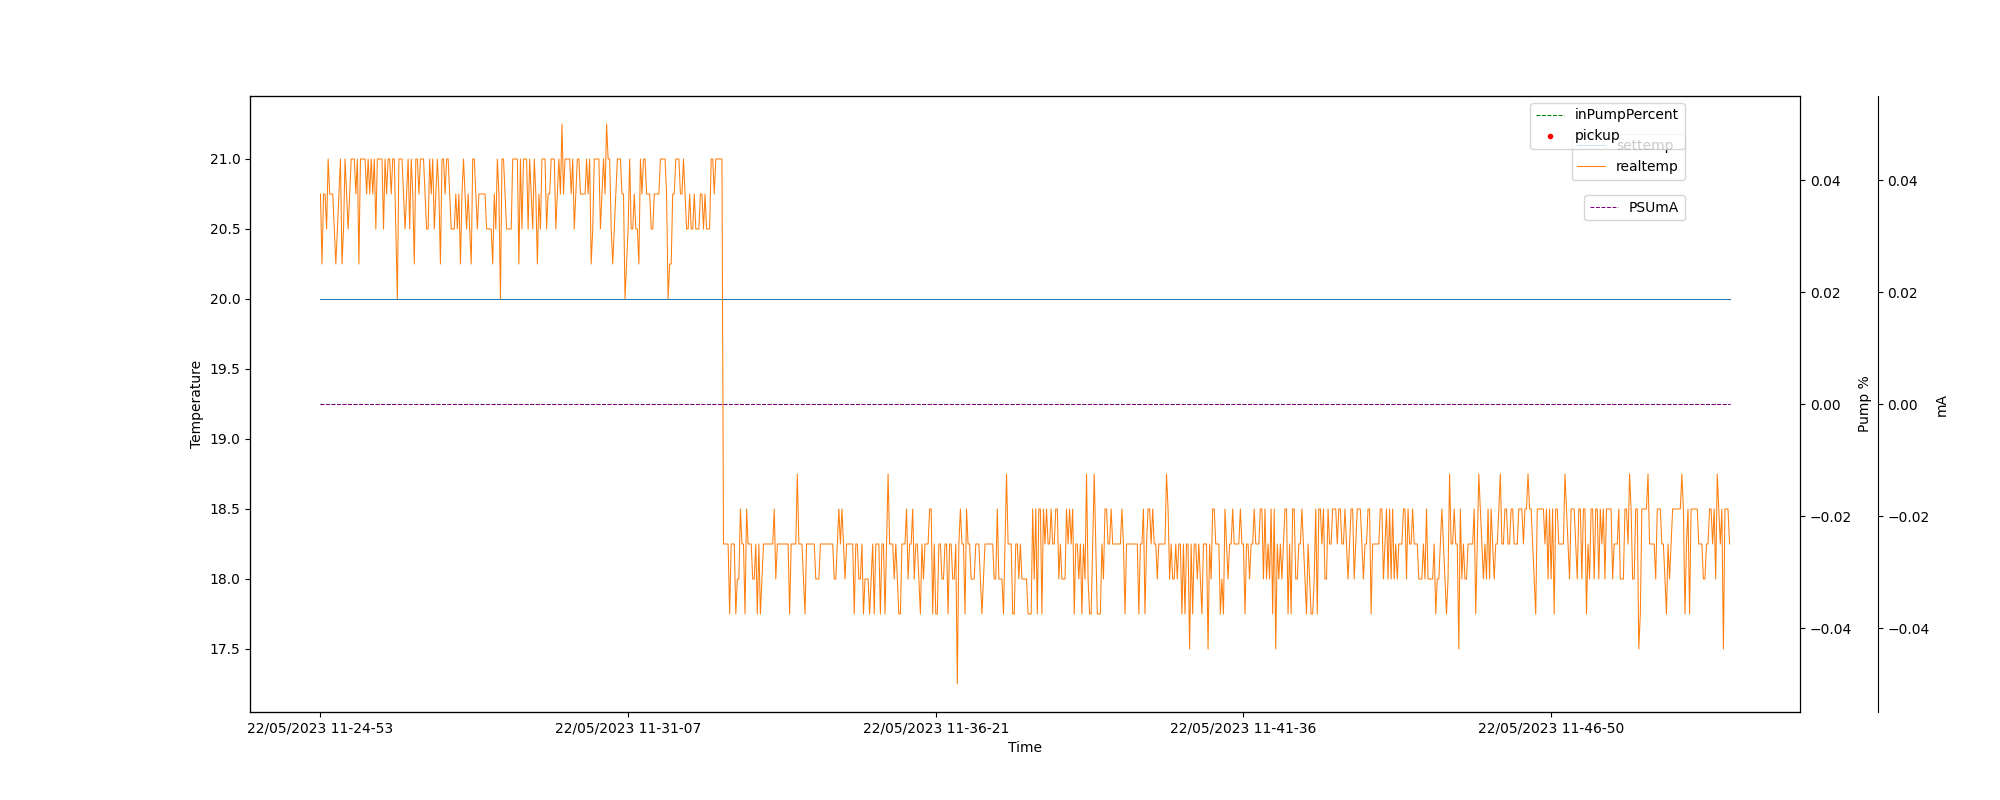 inPumpPercent
pickup
settemp
realtemp
PSUmA
21.0
20.5
20.0
19.5
19.0
18.5
18.0
17.5
Temperature
0.04
0.02
0.00
−0.02
−0.04
Pump %
0.04
0.02
0.00
−0.02
−0.04
mA
22/05/2023 11-24-53
22/05/2023 11-31-07
22/05/2023 11-36-21
22/05/2023 11-41-36
22/05/2023 11-46-50
Time